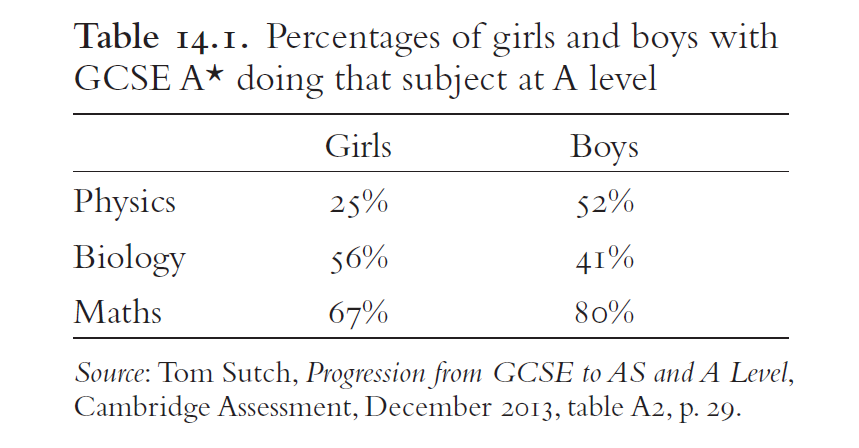 Table 14.1. Percentages of girls and boys with
GCSE A★ doing that subject at A level
Girls Boys
Physics 25% 52%
Biology 56% 41%
Maths 67% 80%
Source: Tom Sutch, Progression from GCSE to AS and A Level,
Cambridge Assessment, December 2013, table A2, p. 29.